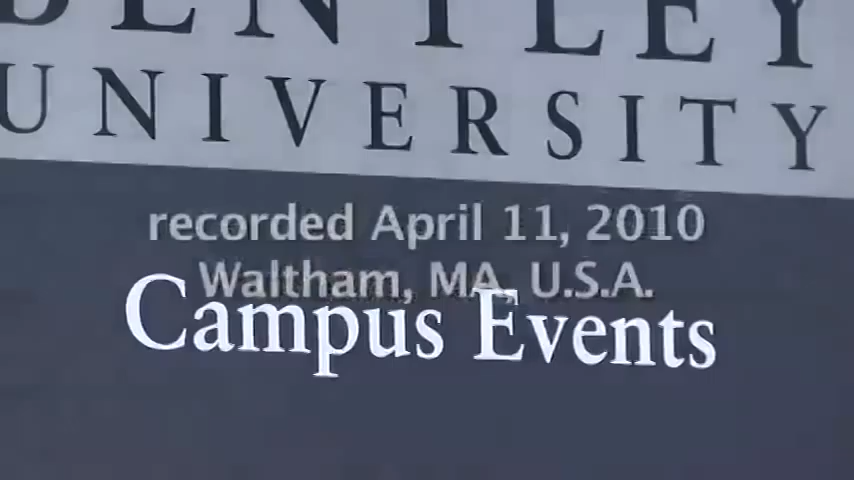 BENTLEY
UNIVERSITY
recorded April 11, 2010
Waltham, MA, U.S.A.
Campus Events